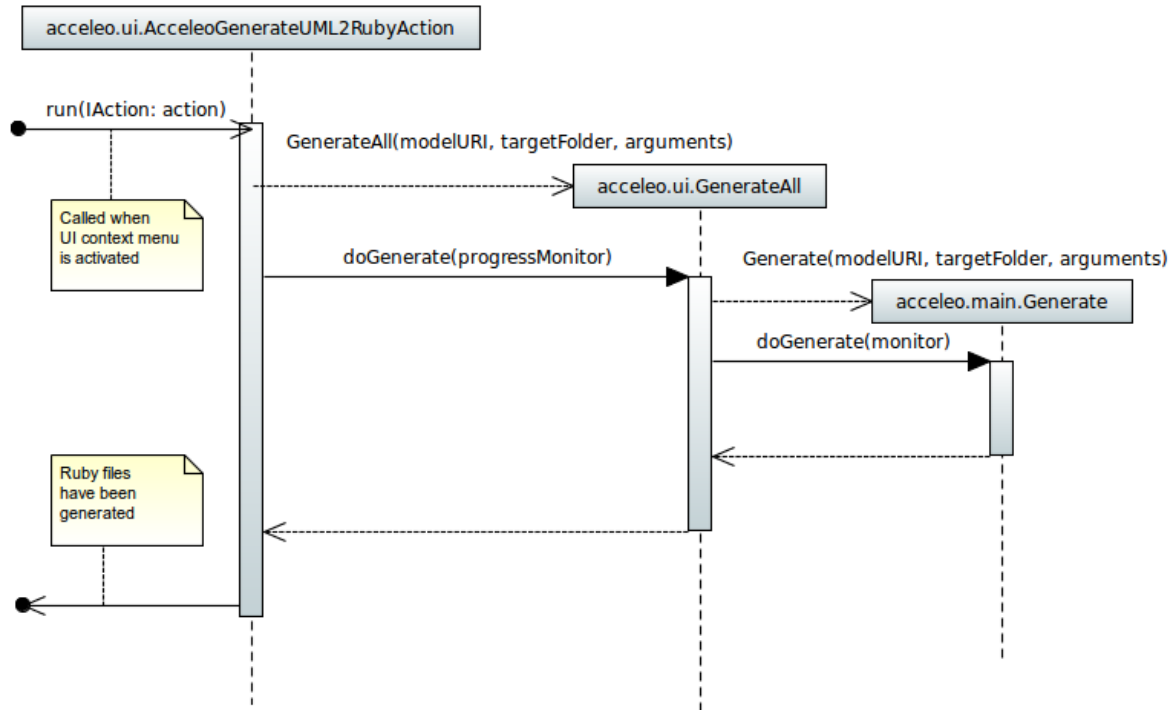 acceleo.ui.AcceleoGenerateUML2RubyAction
run(IAction: action)
GenerateAll(modelURI, targetFolder, arguments)
acceleo.ui.GenerateAll
Called when
UI context menu
is activated
doGenerate(progressMonitor)
Generate(modelURI, targetFolder, arguments)
acceleo.main.Generate
doGenerate(monitor)
Ruby files
have been
generated